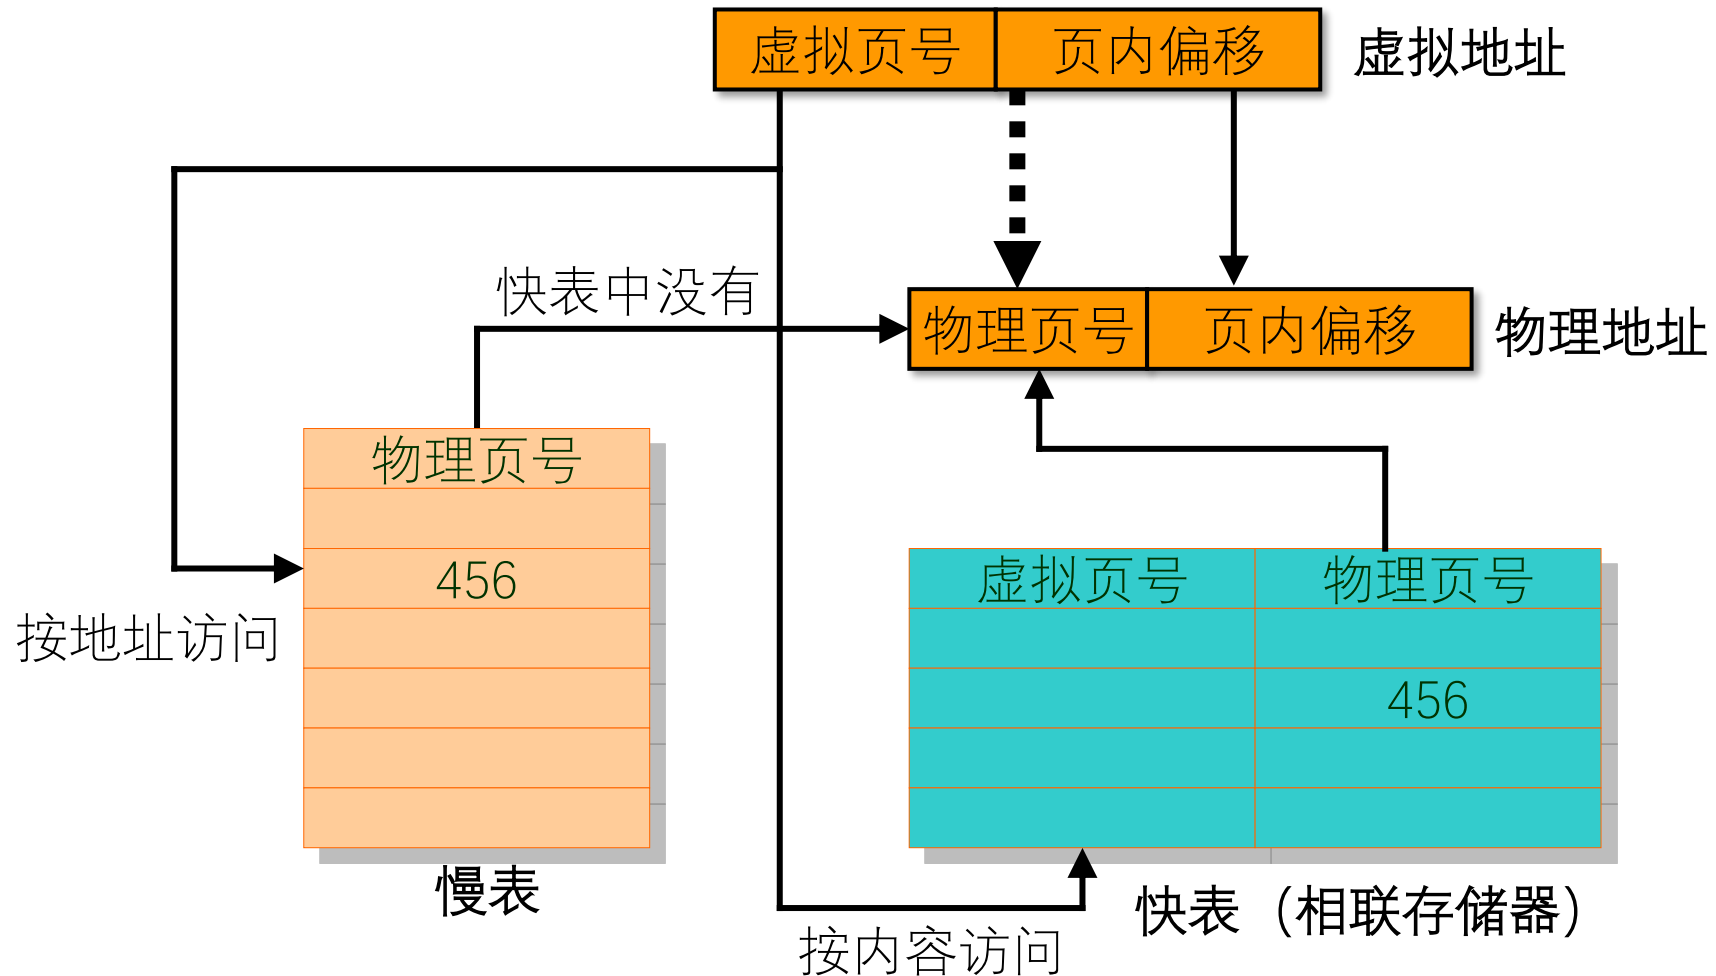 虚拟页号 页内偏移 虚拟地址
快表中没有
物理页号 页内偏移 物理地址
物理页号
456
按地址访问
慢表
虚拟页号 物理页号
456
快表（相联存储器）
按内容访问